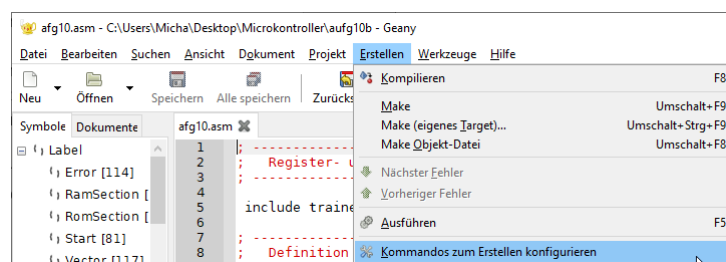 afg10.asm - C:\Users\Micha\Desktop\Microkontroller\aufg10b - Geany
Datei Bearbeiten Suchen Ansicht Dokument Projekt Erstellen Werkzeuge Hilfe
Neu Öffnen Speichern Alle speichern
Symbole Dokumente afg10.asm
Label
Error [114]
RamSection [
RomSection [
Start [81]
Vector [117]
1 ; -----------
2 ; Register-
3 ; -----------
4
5 include
6
7 ; -----------
8 ; Definition
Kompilieren F8
Make Umschalt+F9
Make (eigenes Target)... Umschalt+Strg+F9
Make Objekt-Datei Umschalt+F8
Nächster Fehler
Vorheriger Fehler
Ausführen F5
Kommandos zum Erstellen konfigurieren